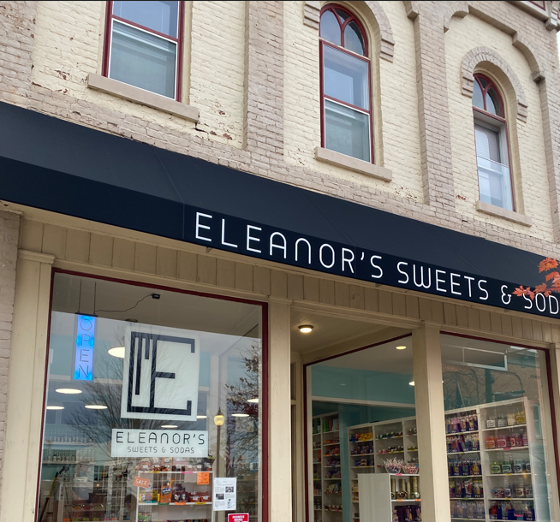 ELEANOR'S SWEETS & SOD
OPEN
E
ELEANOR'S
SWEETS & SODAS